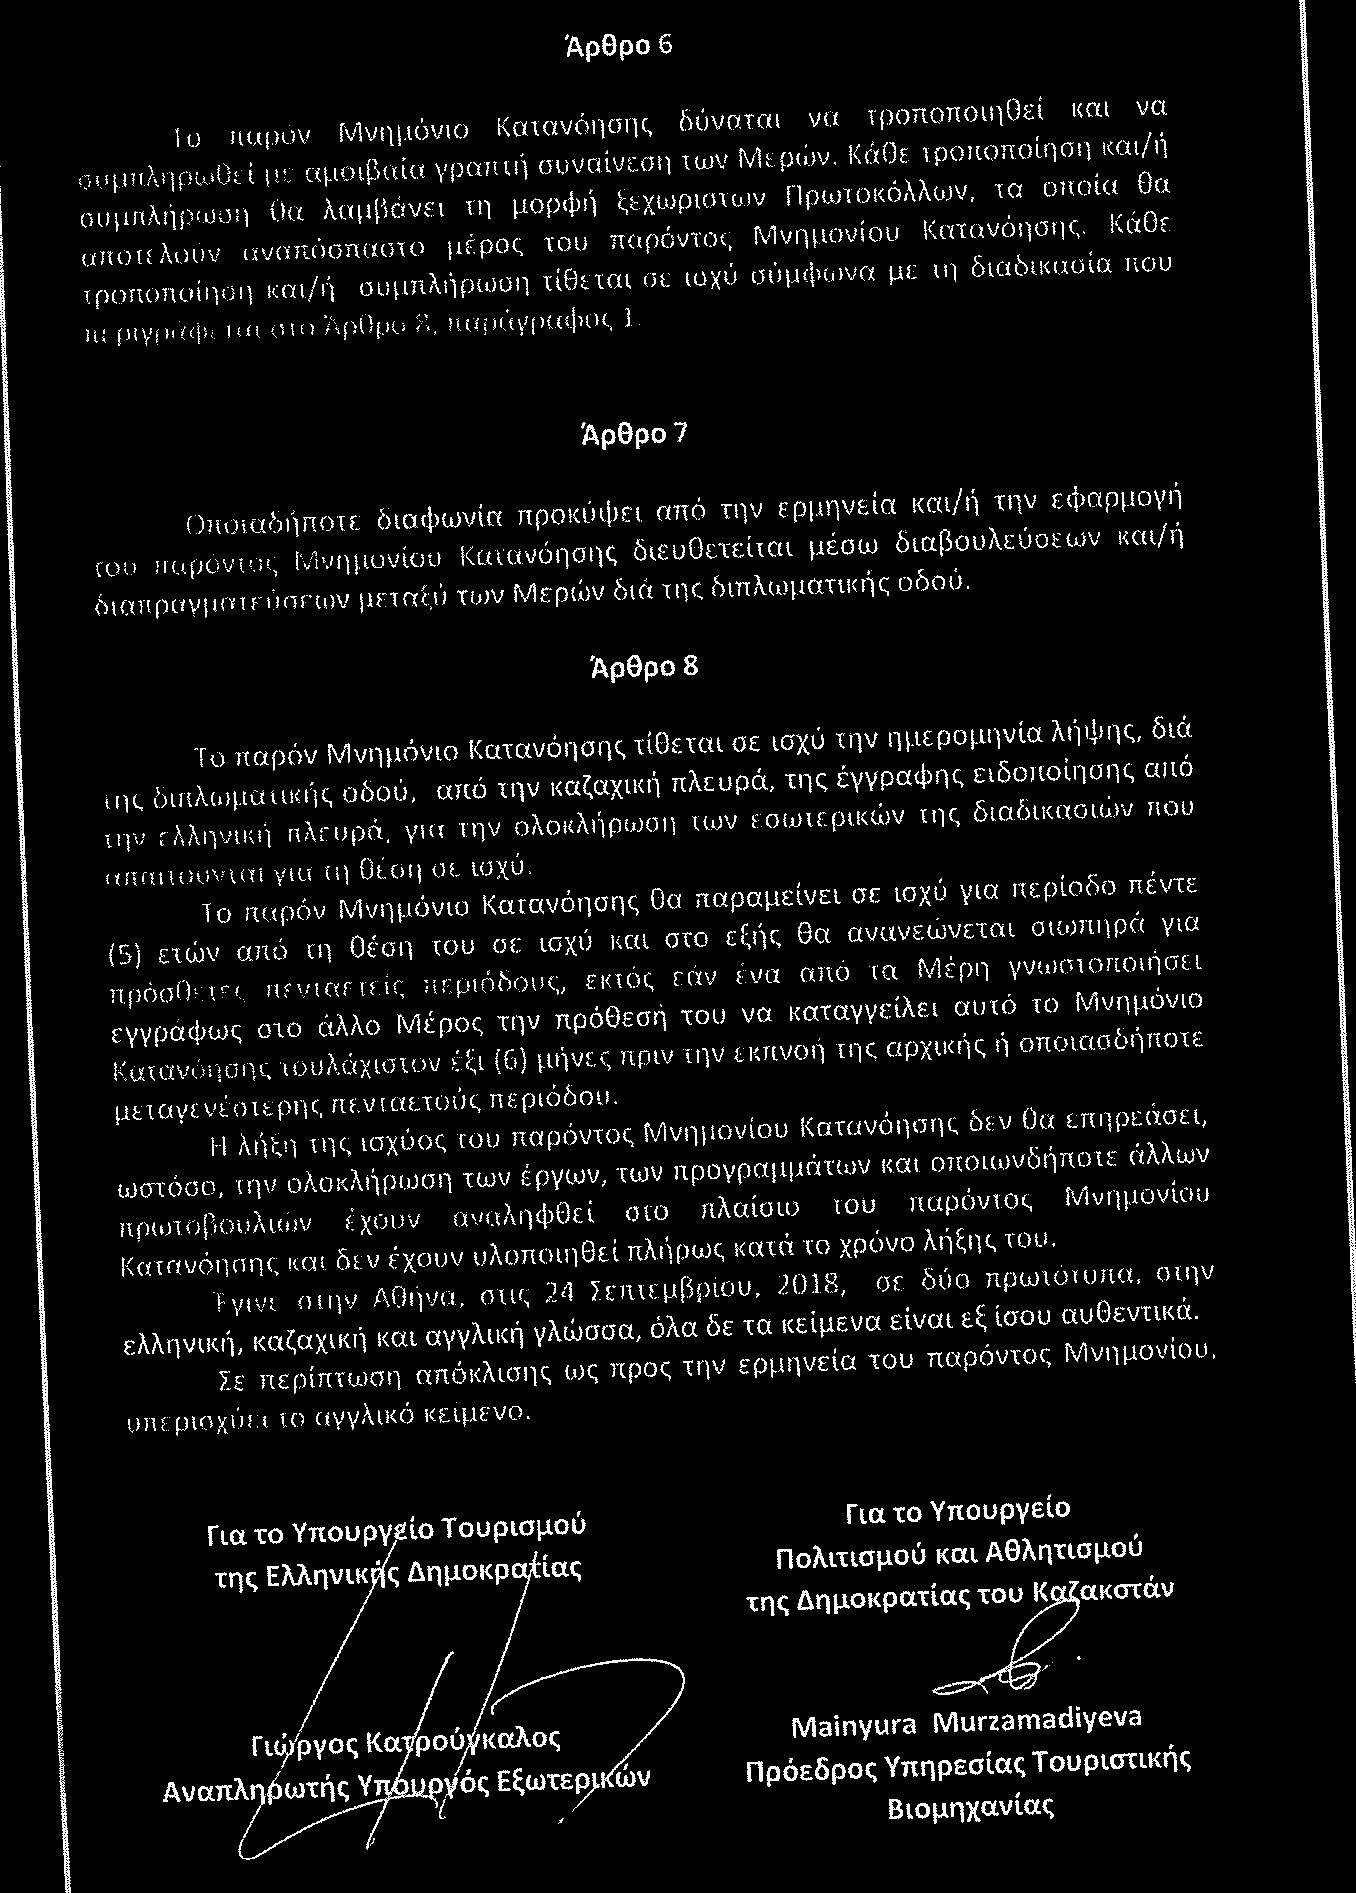 Άρθρο 6
Το παρόν Μνημόνιο Κατανόησης δύναται να τροποποιηθεί και να
συμπληρωθεί με αμοιβαία γραπτή συναίνεση των Μερών. Κάθε τροποποίηση και/ή
συμπλήρωση θα λαμβάνει τη μορφή ξεχωριστών Πρωτοκόλλων, τα οποία θα
αποτελούν αναπόσπαστο μέρος του παρόντος Μνημονίου Κατανόησης. Κάθε
τροποποίηση και/ή συμπλήρωση τίθεται σε ισχύ σύμφωνα με τη διαδικασία που
περιγράφεται στο Άρθρο 8, παράγραφος 1.
Άρθρο 7
Οποιαδήποτε διαφωνία προκύψει από την ερμηνεία και/ή την εφαρμογή
του παρόντος Μνημονίου Κατανόησης διευθετείται μέσω διαβουλεύσεων και/ή
διαπραγματεύσεων μεταξύ των Μερών διά της διπλωματικής οδού.
Άρθρο 8
Το παρόν Μνημόνιο Κατανόησης τίθεται σε ισχύ την ημερομηνία λήψης, διά
της διπλωματικής οδού, από την καζαχική πλευρά, της έγγραφης ειδοποίησης από
την ελληνική πλευρά, για την ολοκλήρωση των εσωτερικών της διαδικασιών που
απαιτούνται για τη θέση σε ισχύ.
Το παρόν Μνημόνιο Κατανόησης θα παραμείνει σε ισχύ για περίοδο πέντε
(5) ετών από τη θέση του σε ισχύ και στο εξής θα ανανεώνεται σιωπηρά για
πρόσθετες πενταετείς περιόδους, εκτός εάν ένα από τα Μέρη γνωστοποιήσει
εγγράφως στο άλλο Μέρος την πρόθεσή του να καταγγείλει αυτό το Μνημόνιο
Κατανόησης τουλάχιστον έξι (6) μήνες πριν την εκπνοή της αρχικής ή οποιασδήποτε
μεταγενέστερης πενταετούς περιόδου.
Η λήξη της ισχύος του παρόντος Μνημονίου Κατανόησης δεν θα επηρεάσει,
ωστόσο, την ολοκλήρωση των έργων, των προγραμμάτων και οποιωνδήποτε άλλων
πρωτοβουλιών έχουν αναληφθεί στο πλαίσιο του παρόντος Μνημονίου
Κατανόησης και δεν έχουν υλοποιηθεί πλήρως κατά το χρόνο λήξης του.
Έγινε στην Αθήνα, στις 24 Σεπτεμβρίου, 2018, σε δύο πρωτότυπα, στην
ελληνική, καζαχική και αγγλική γλώσσα, όλα δε τα κείμενα είναι εξ ίσου αυθεντικά.
Σε περίπτωση απόκλισης ως προς την ερμηνεία του παρόντος Μνημονίου,
υπερισχύει το αγγλικό κείμενο.
Για το Υπουργείο Τουρισμού
της Ελληνικής Δημοκρατίας
Γιώργος Κατρούγκαλος
Αναπληρωτής Υπουργός Εξωτερικών
Για το Υπουργείο
Πολιτισμού και Αθλητισμού
της Δημοκρατίας του Καζακστάν
Mainyura Murzamadiyeva
Πρόεδρος Υπηρεσίας Τουριστικής
Βιομηχανίας